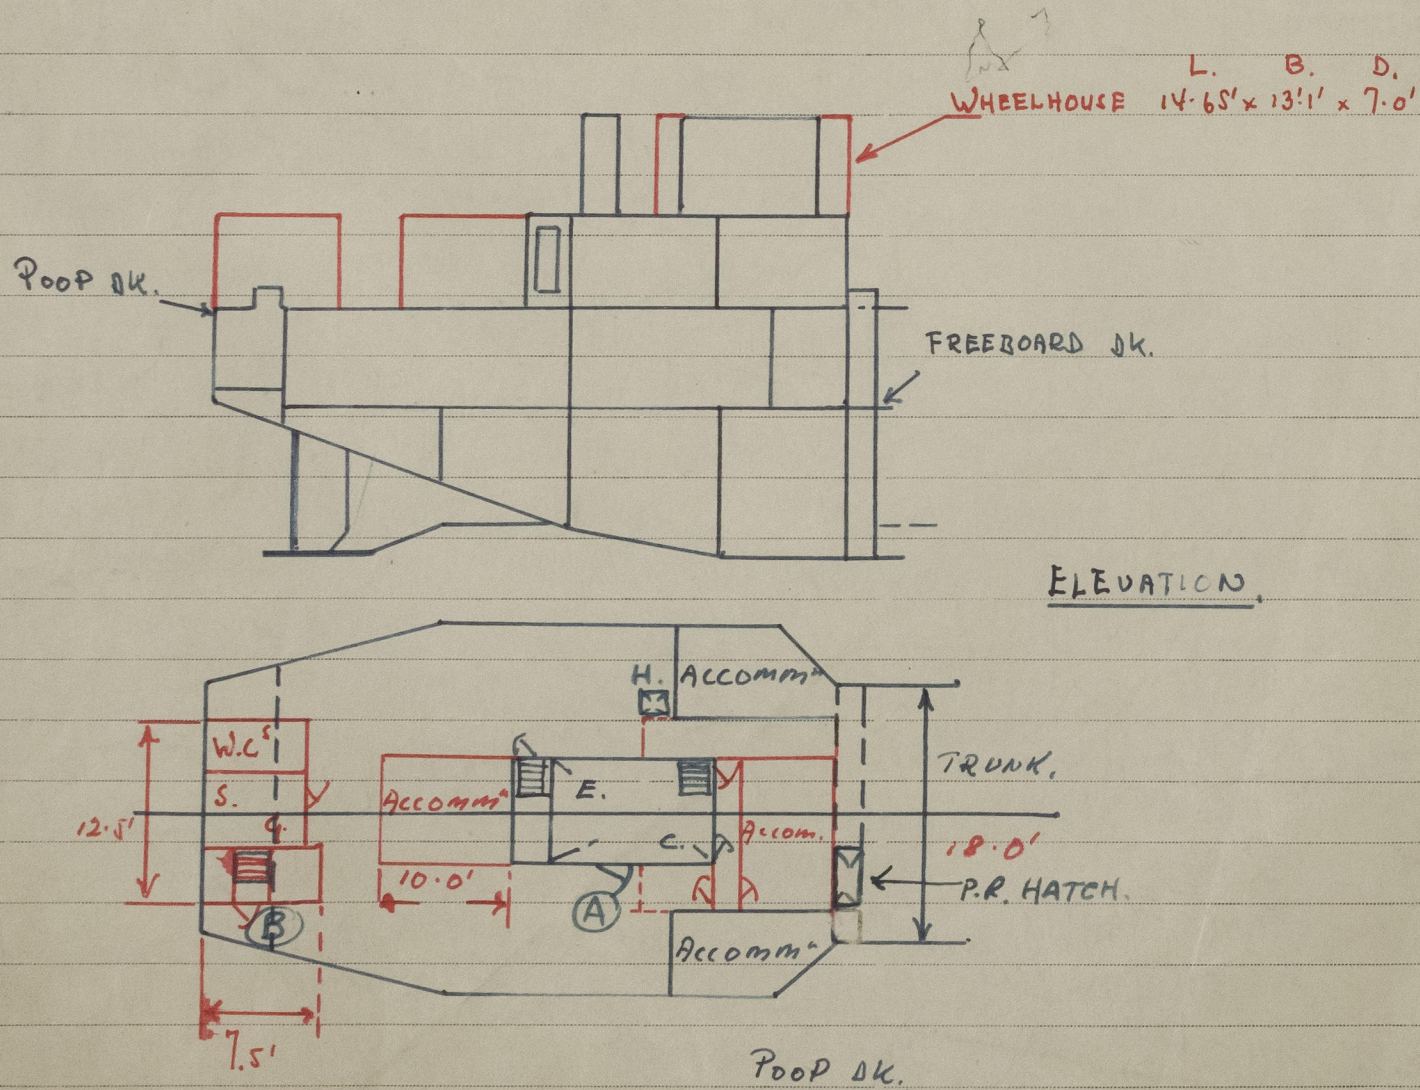 L. B. D.
WHEELHOUSE 14·65' x 13'·1' x 7·0'
POOP DK.
FREEBOARD DK.
ELEVATION.
H. ACCOMMN
W.CS
TRUNK.
S.
ACCOMMN
E.
12·5'
G.
C.
ACCOM.
18·0'
10·0'
P.R. HATCH.
A
B
ACCOMMN
7.5'
POOP DK.